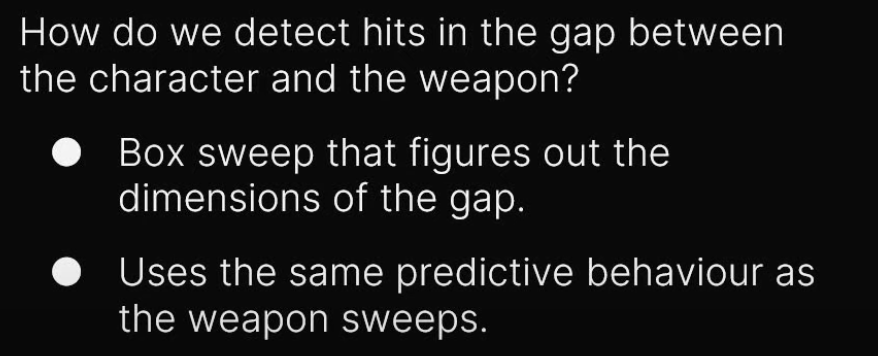 How do we detect hits in the gap between
the character and the weapon?
Box sweep that figures out the
dimensions of the gap.
Uses the same predictive behaviour as
the weapon sweeps.